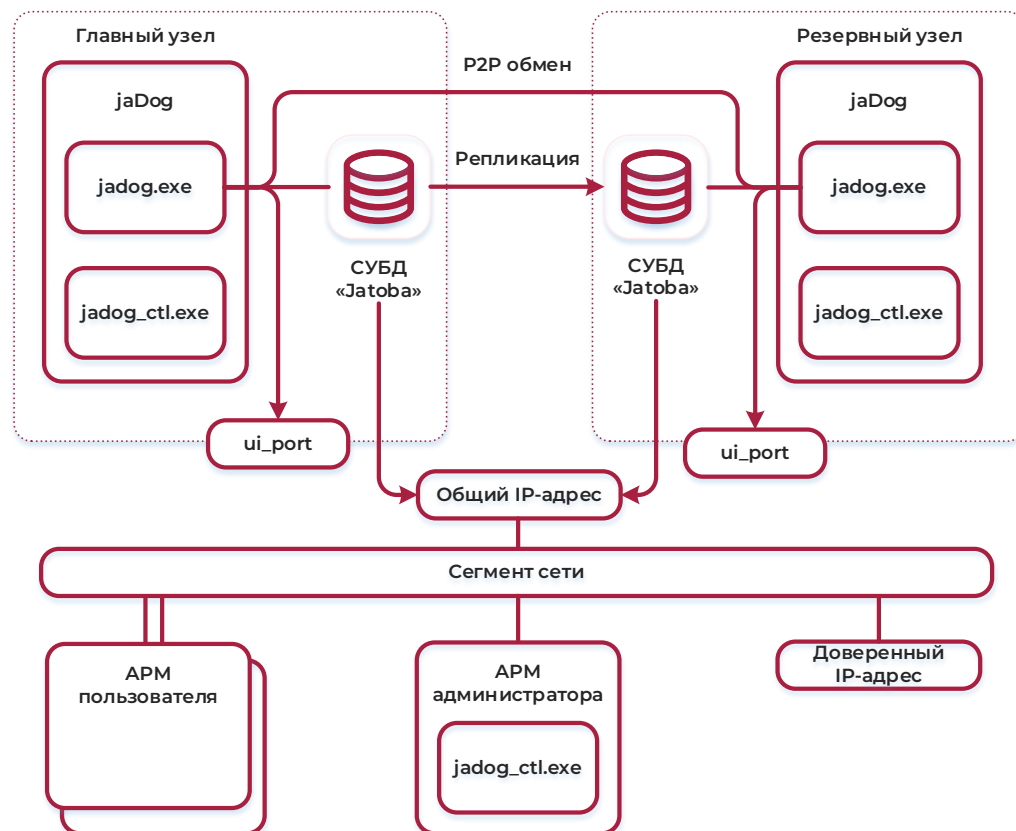 Главный узел
Резервный узел
P2P обмен
jaDog
jaDog
jadog.exe
Репликация
jadog.exe
СУБД
«Jatoba»
СУБД
«Jatoba»
jadog_ctl.exe
jadog_ctl.exe
ui_port
ui_port
Общий IP-адрес
Сегмент сети
АРМ
пользователя
АРМ
администратора
jadog_ctl.exe
Доверенный
IP-адрес